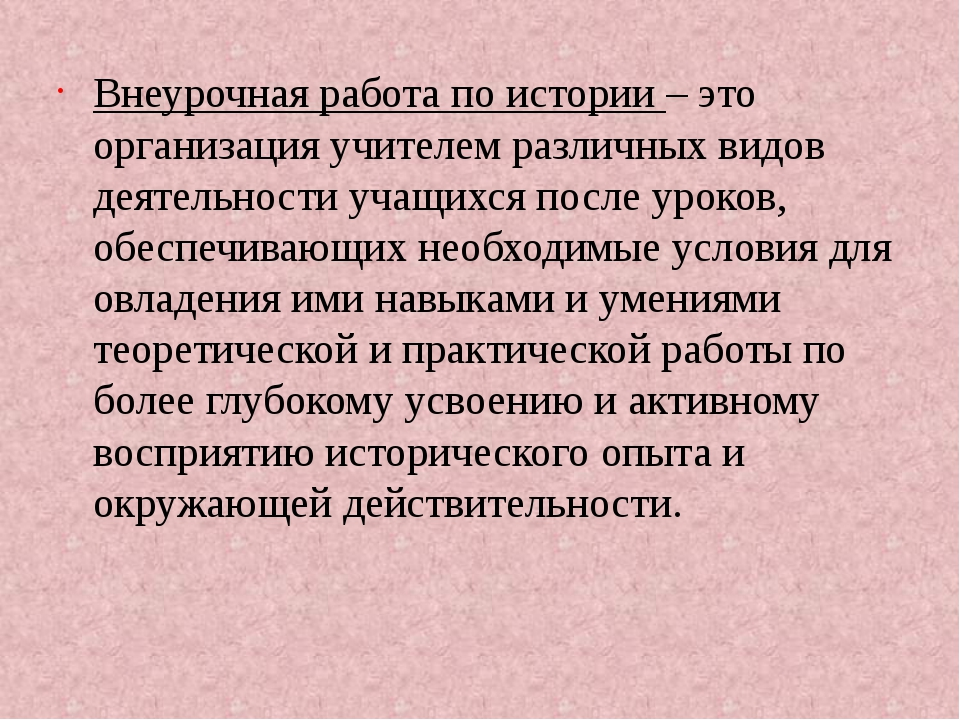 • Внеурочная работа по истории – это
организация учителем различных видов
деятельности учащихся после уроков,
обеспечивающих необходимые условия для
овладения ими навыками и умениями
теоретической и практической работы по
более глубокому усвоению и активному
восприятию исторического опыта и
окружающей действительности.